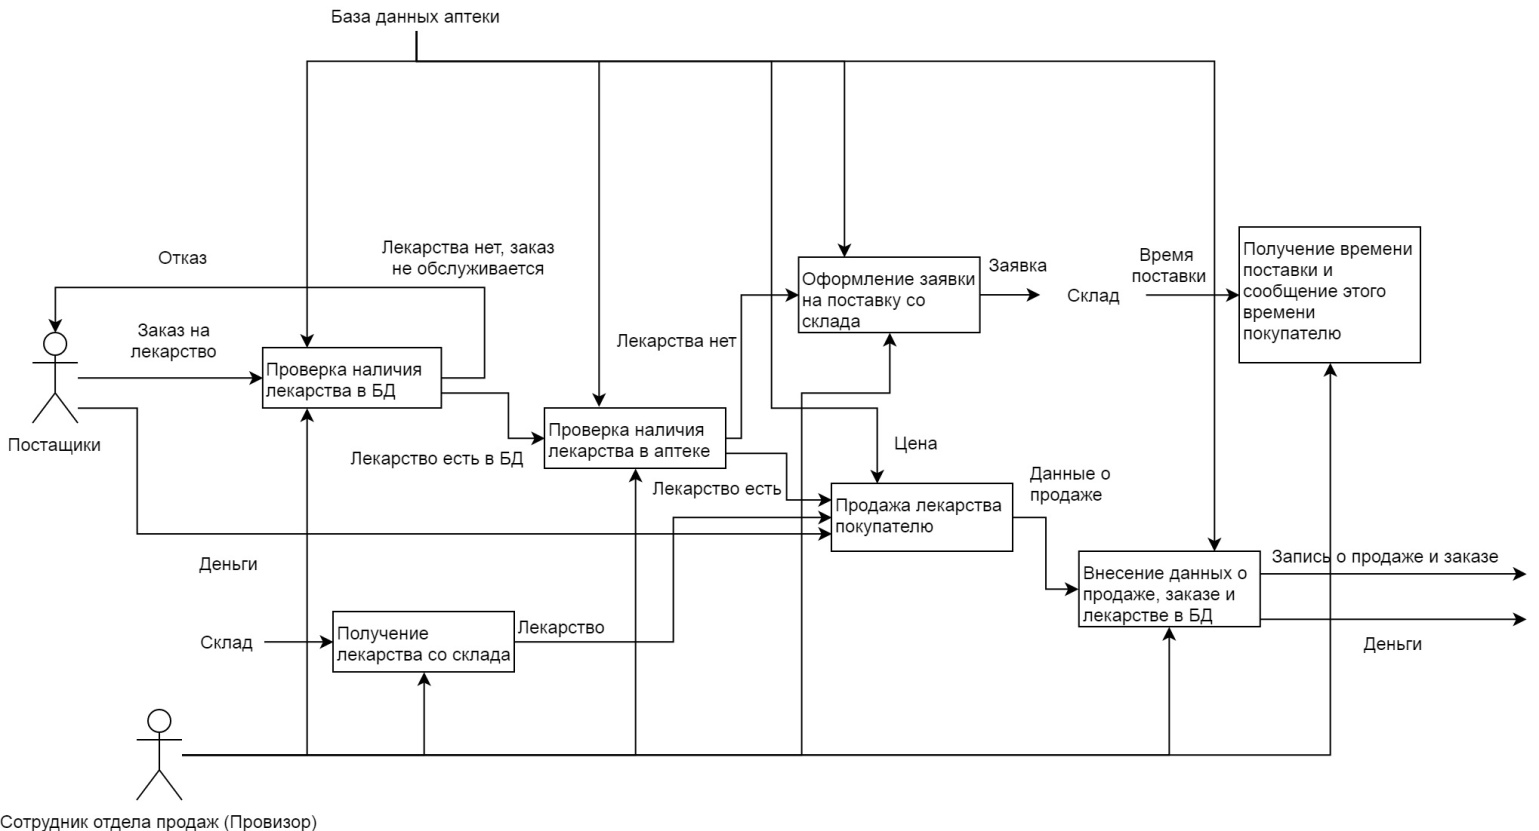 База данных аптеки
Отказ
Лекарства нет, заказ
не обслуживается
Заказ на
лекарство
Проверка наличия
лекарства в БД
Постащики
Лекарство есть в БД
Проверка наличия
лекарства в аптеке
Лекарства нет
Лекарство есть
Оформление заявки
на поставку со
склада
Заявка
Склад
Время
поставки
Получение времени
поставки и
сообщение этого
времени
покупателю
Цена
Продажа лекарства
покупателю
Данные о
продаже
Внесение данных о
продаже, заказе и
лекарстве в БД
Запись о продаже и заказе
Деньги
Деньги
Склад
Получение
лекарства со склада
Лекарство
Сотрудник отдела продаж (Провизор)